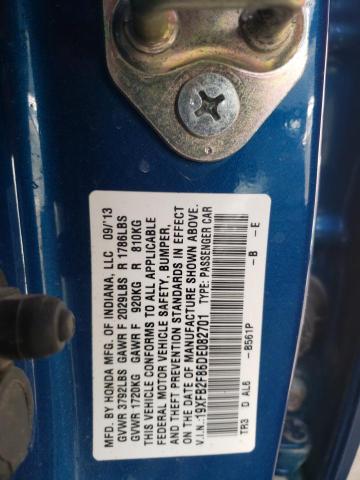 MFD. BY HONDA MFG. OF INDIANA, LLC 09/'13
GVWR 3792LBS GAWR F 2029LBS R 1786LBS
GVWR 1720KG GAWR F 920KG R 810KG
THIS VEHICLE CONFORMS TO ALL APPLICABLE
FEDERAL MOTOR VEHICLE SAFETY, BUMPER,
AND THEFT PREVENTION STANDARDS IN EFFECT
ON THE DATE OF MANUFACTURE SHOWN ABOVE.
V.I.N. :19XFB2F86DE082701 TYPE: PASSENGER CAR
TR3 D AL6 -B561P -B -E